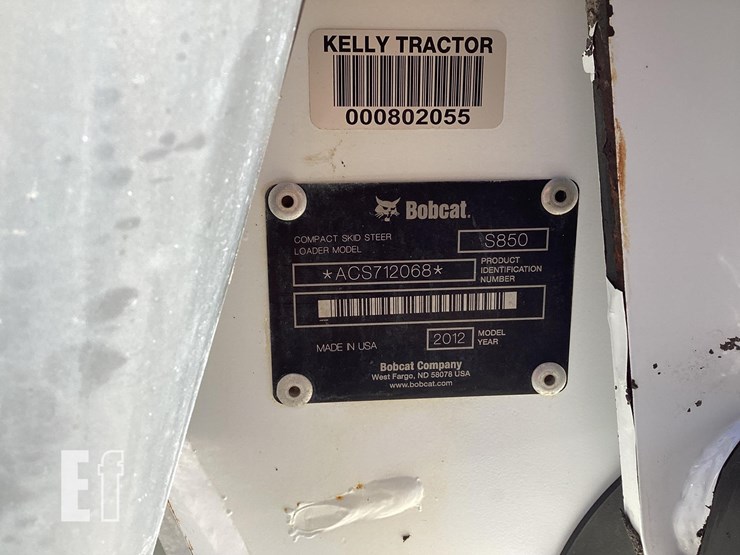 KELLY TRACTOR
000802055
Bobcat.
COMPACT SKID STEER
LOADER MODEL
S850
*ACS712068*
PRODUCT
IDENTIFICATION
NUMBER
MADE IN USA
2012
MODEL
YEAR
Bobcat Company
West Fargo, ND 58078 USA
www.bobcat.com
Ef